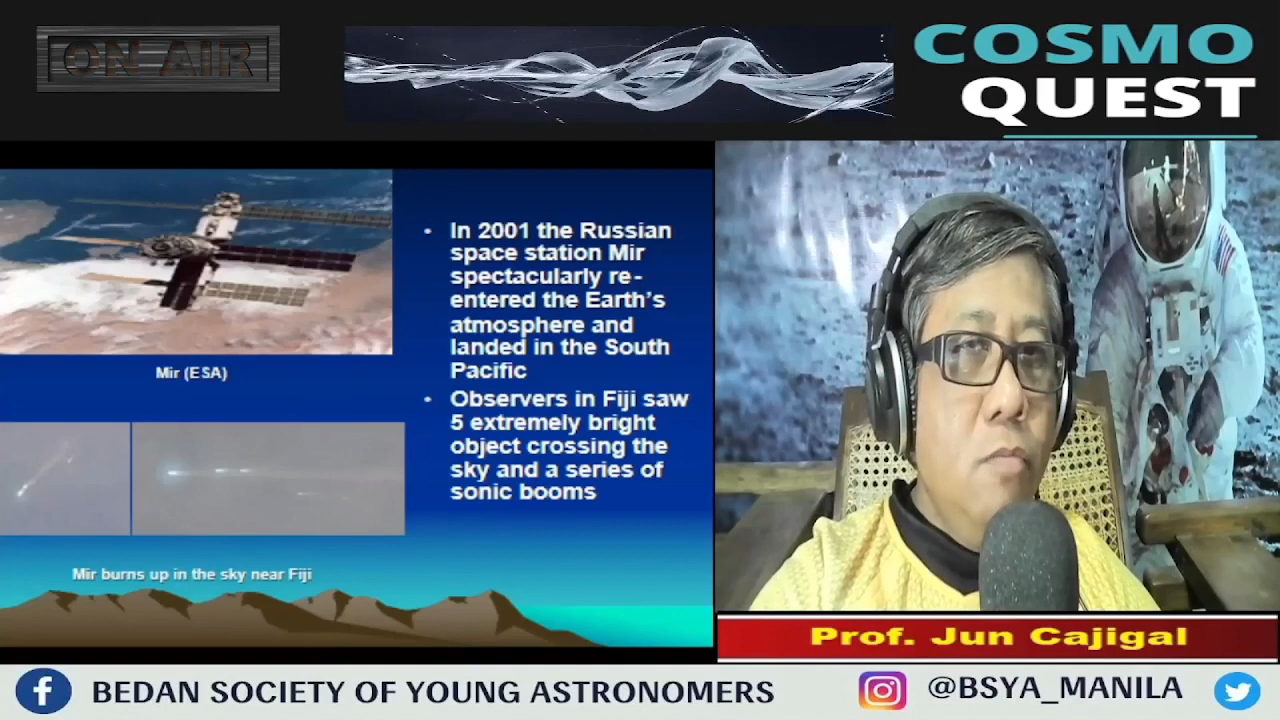 ON AIR
COSMO
QUEST
• In 2001 the Russian
space station Mir
spectacularly re-
entered the Earth's
atmosphere and
landed in the South
Pacific
Mir (ESA)
• Observers in Fiji saw
5 extremely bright
object crossing the
sky and a series of
sonic booms
Mir burns up in the sky near Fiji
Prof. Jun Cajigal
BEDAN SOCIETY OF YOUNG ASTRONOMERS
@BSYA_MANILA